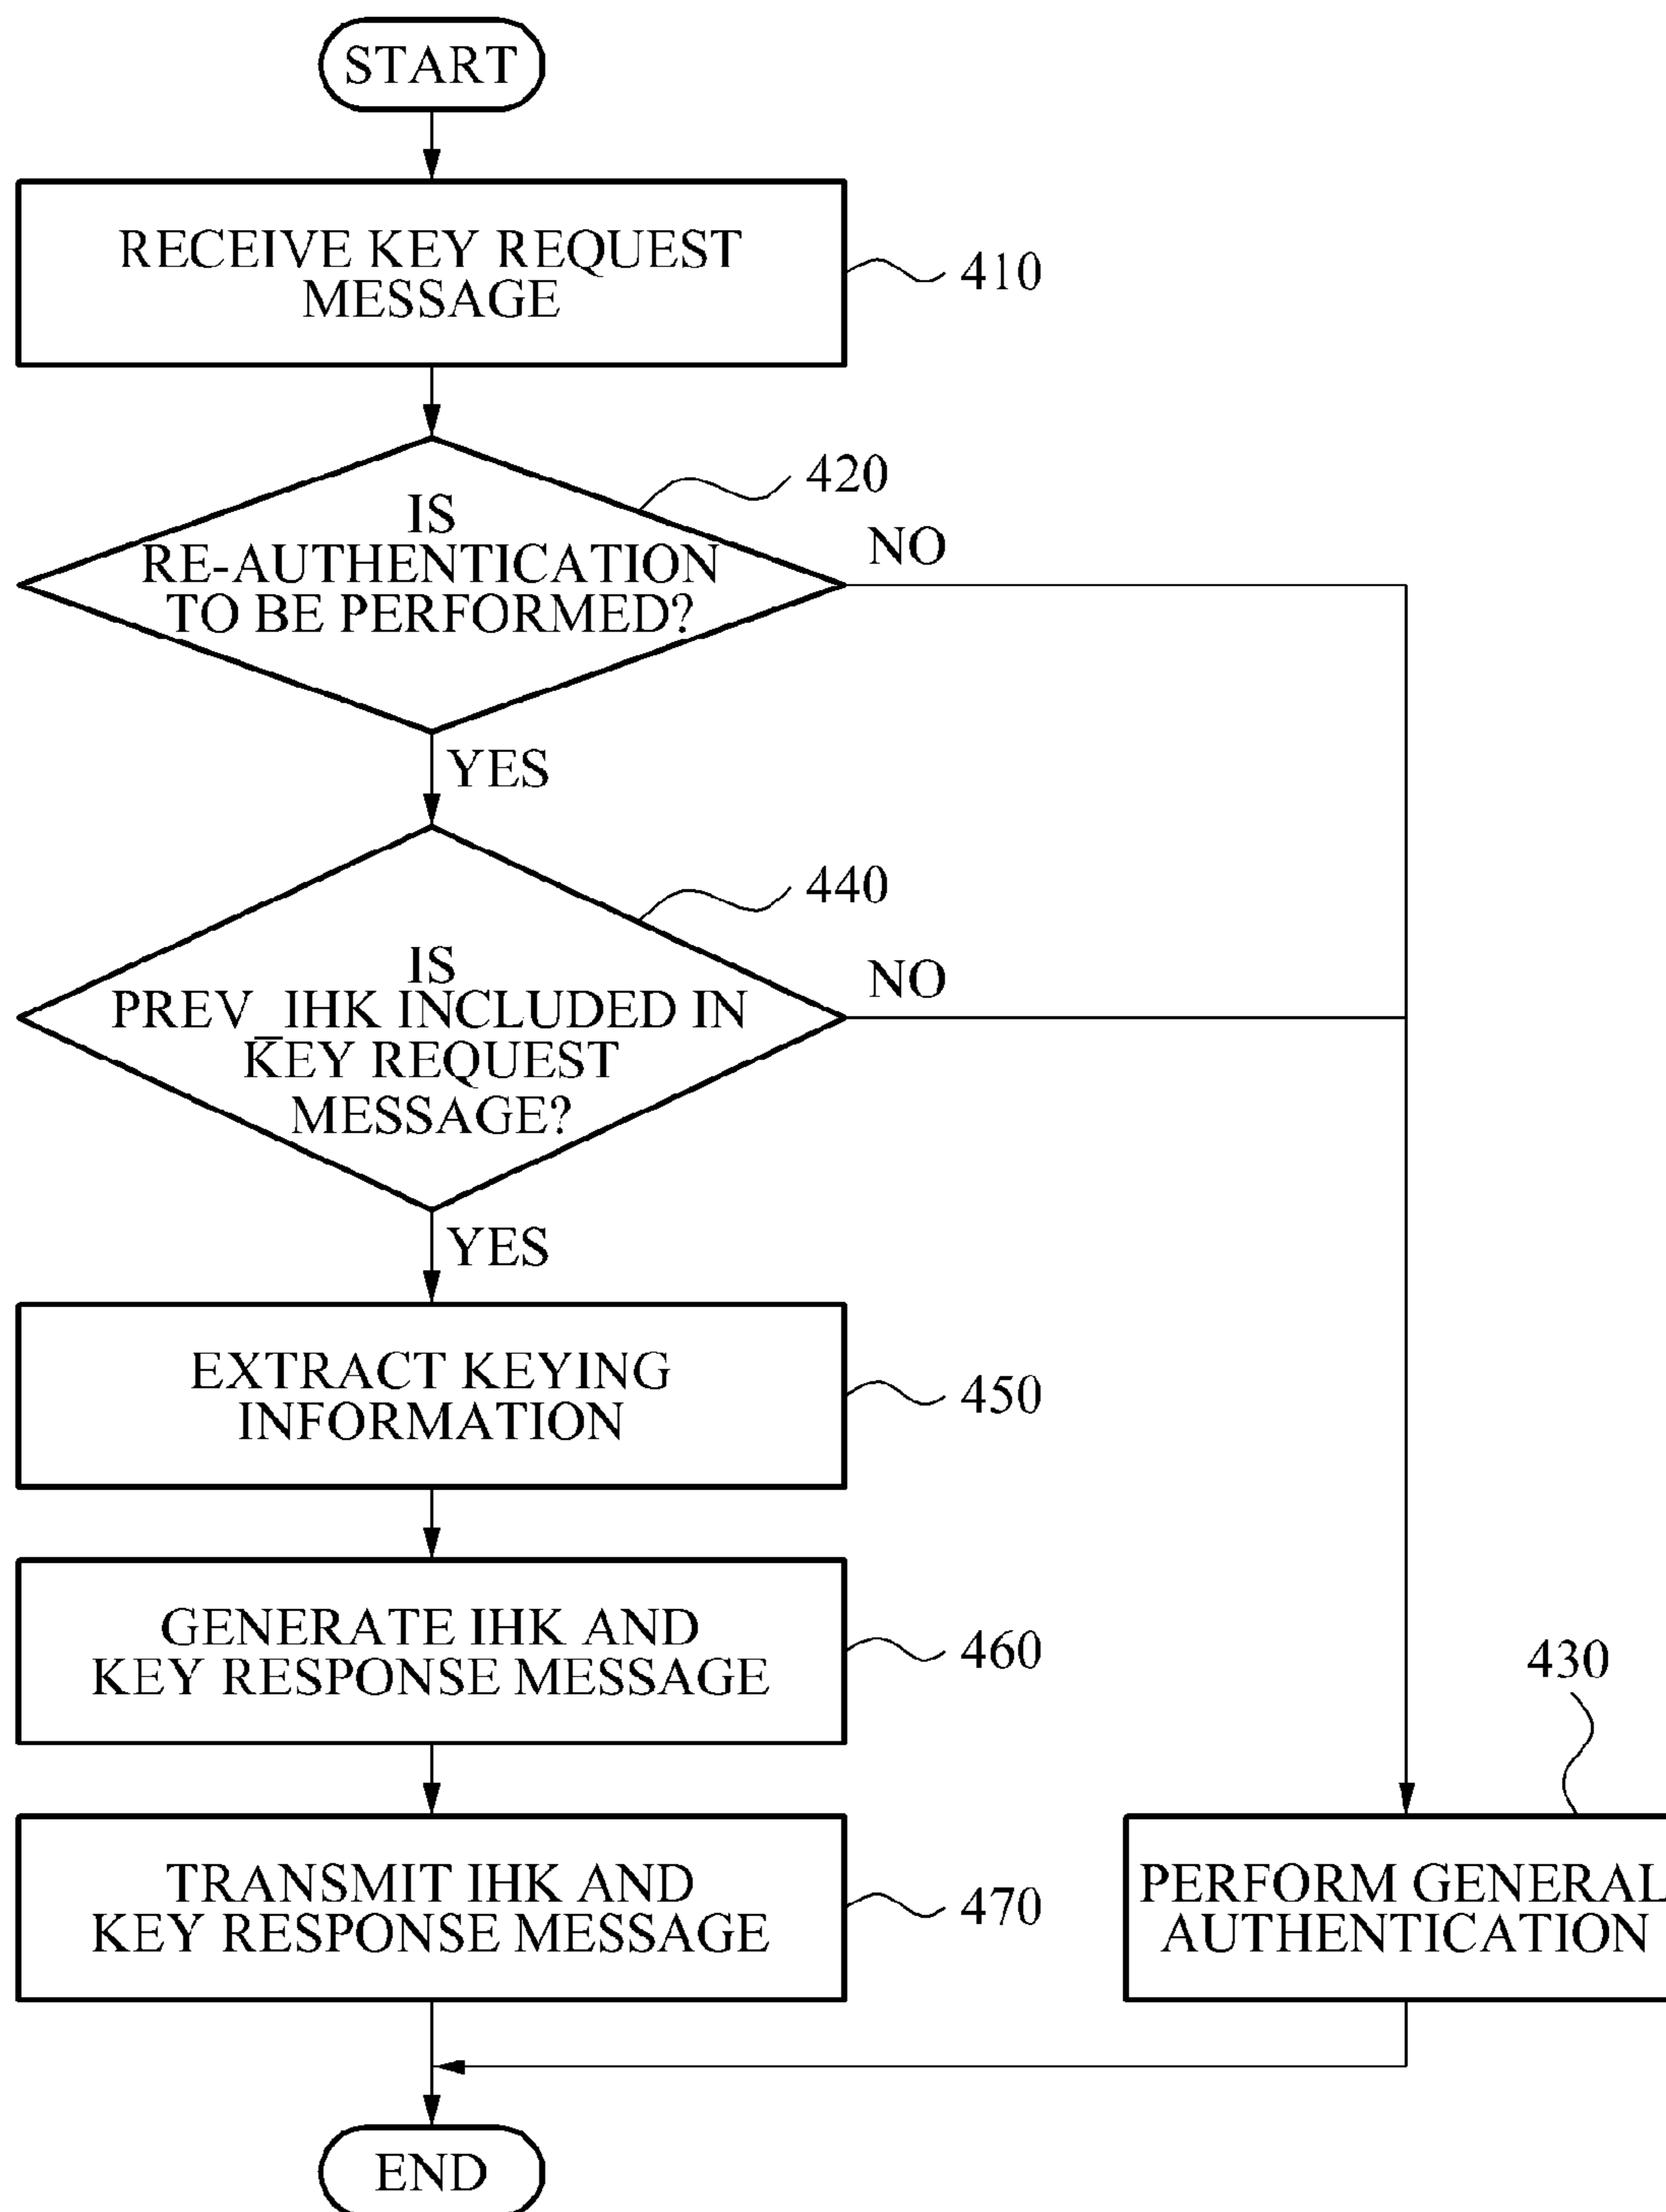 START
RECEIVE KEY REQUEST
MESSAGE
410
420
IS
RE-AUTHENTICATION
TO BE PERFORMED?
NO
YES
440
IS
PREV_IHK INCLUDED IN
KEY REQUEST
MESSAGE?
NO
YES
EXTRACT KEYING
INFORMATION
450
GENERATE IHK AND
KEY RESPONSE MESSAGE
460
430
TRANSMIT IHK AND
KEY RESPONSE MESSAGE
470
PERFORM GENERAL
AUTHENTICATION
END